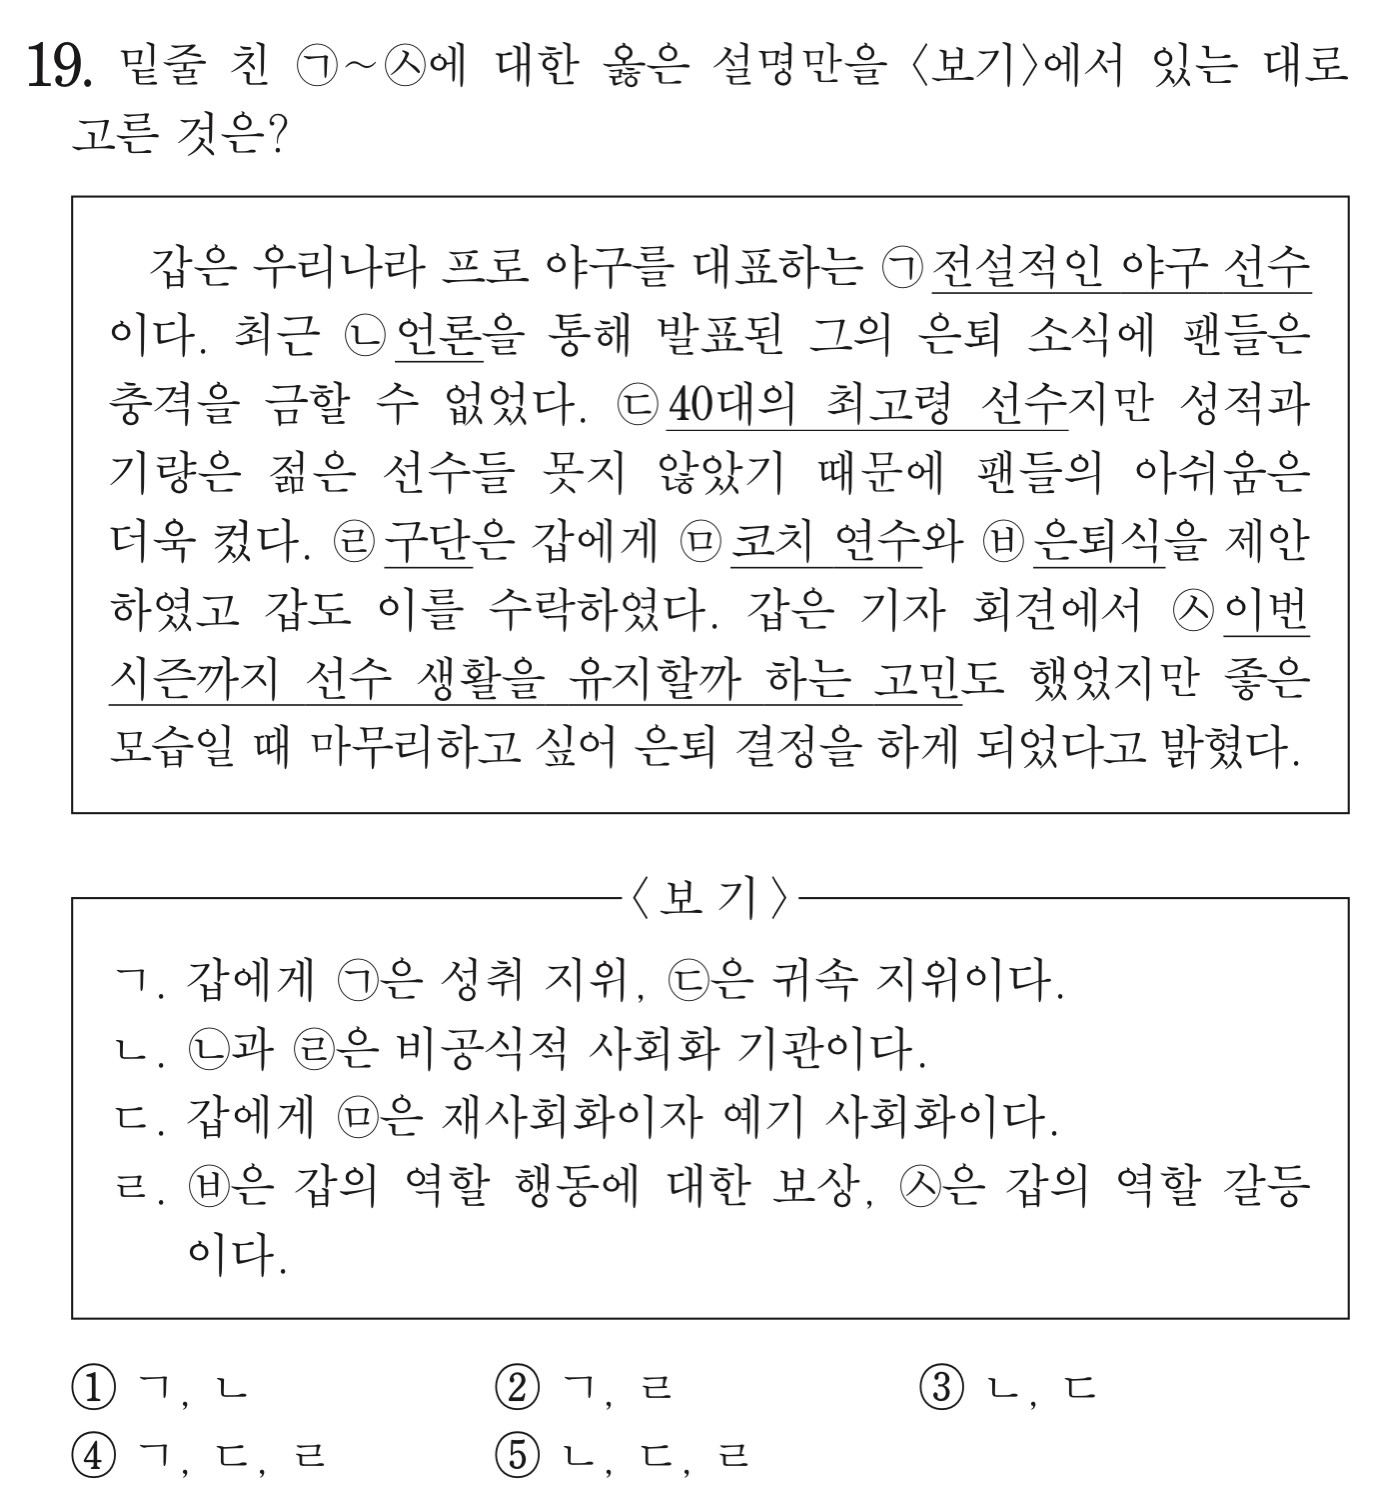 19. 밑줄 친 ㉠~㉦에 대한 옳은 설명만을 〈보기〉에서 있는 대로
고른 것은?
갑은 우리나라 프로 야구를 대표하는 ㉠전설적인 야구 선수
이다. 최근 ㉡언론을 통해 발표된 그의 은퇴 소식에 팬들은
충격을 금할 수 없었다. ㉢40대의 최고령 선수지만 성적과
기량은 젊은 선수들 못지 않았기 때문에 팬들의 아쉬움은
더욱 컸다. ㉣구단은 갑에게 ㉤코치 연수와 ㉥은퇴식을 제안
하였고 갑도 이를 수락하였다. 갑은 기자 회견에서 ㉦이번
시즌까지 선수 생활을 유지할까 하는 고민도 했었지만 좋은
모습일 때 마무리하고 싶어 은퇴 결정을 하게 되었다고 밝혔다.
〈보 기〉
ㄱ. 갑에게 ㉠은 성취 지위, ㉢은 귀속 지위이다.
ㄴ. ㉡과 ㉣은 비공식적 사회화 기관이다.
ㄷ. 갑에게 ㉤은 재사회화이자 예기 사회화이다.
ㄹ. ㉥은 갑의 역할 행동에 대한 보상, ㉦은 갑의 역할 갈등
이다.
① ㄱ, ㄴ ② ㄱ, ㄹ ③ ㄴ, ㄷ
④ ㄱ, ㄷ, ㄹ ⑤ ㄴ, ㄷ, ㄹ